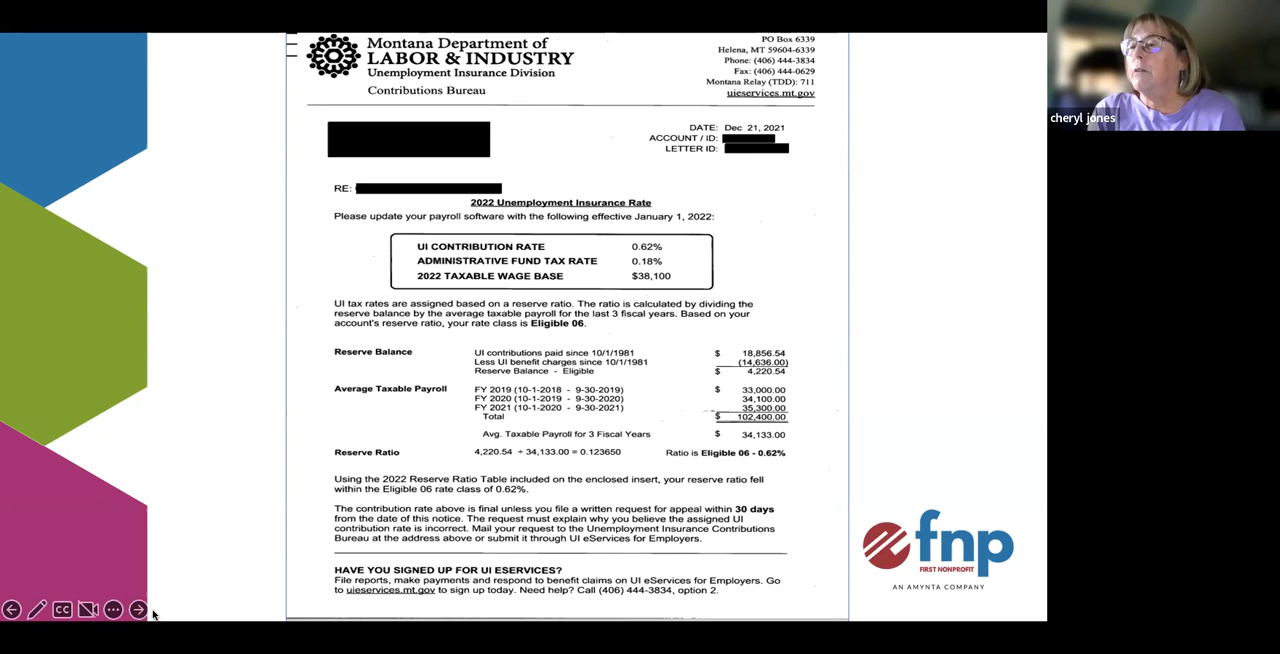 Montana Department of
LABOR & INDUSTRY
Unemployment Insurance Division
Contributions Bureau
PO Box 6339
Helena, MT 59604-6339
Phone: (406) 444-3834
Fax: (406) 444-0629
Montana Relay (TDD): 711
uieservices.mt.gov
cheryl jones
DATE: Dec 21, 2021
ACCOUNT / ID:
LETTER ID:
RE:
2022 Unemployment Insurance Rate
Please update your payroll software with the following effective January 1, 2022:
UI CONTRIBUTION RATE 0.62%
ADMINISTRATIVE FUND TAX RATE 0.18%
2022 TAXABLE WAGE BASE $38,100
UI tax rates are assigned based on a reserve ratio. The ratio is calculated by dividing the
reserve balance by the average taxable payroll for the last 3 fiscal years. Based on your
account's reserve ratio, your rate class is Eligible 06.
Reserve Balance UI contributions paid since 10/1/1981 $ 18,856.54
Less UI benefit charges since 10/1/1981 (14,636.00)
Reserve Balance - Eligible $ 4,220.54
Average Taxable Payroll FY 2019 (10-1-2018 - 9-30-2019) $ 33,000.00
FY 2020 (10-1-2019 - 9-30-2020) 34,100.00
FY 2021 (10-1-2020 - 9-30-2021) 35,300.00
Total $ 102,400.00
Avg. Taxable Payroll for 3 Fiscal Years $ 34,133.00
Reserve Ratio 4,220.54 ÷ 34,133.00 = 0.123650 Ratio is Eligible 06 - 0.62%
Using the 2022 Reserve Ratio Table included on the enclosed insert, your reserve ratio fell
within the Eligible 06 rate class of 0.62%.
The contribution rate above is final unless you file a written request for appeal within 30 days
from the date of this notice. The request must explain why you believe the assigned UI
contribution rate is incorrect. Mail your request to the Unemployment Insurance Contributions
Bureau at the address above or submit it through UI eServices for Employers.
HAVE YOU SIGNED UP FOR UI ESERVICES?
File reports, make payments and respond to benefit claims on UI eServices for Employers. Go
to uieservices.mt.gov to sign up today. Need help? Call (406) 444-3834, option 2.
fnp
FIRST NONPROFIT
AN AMYNTA COMPANY
CC